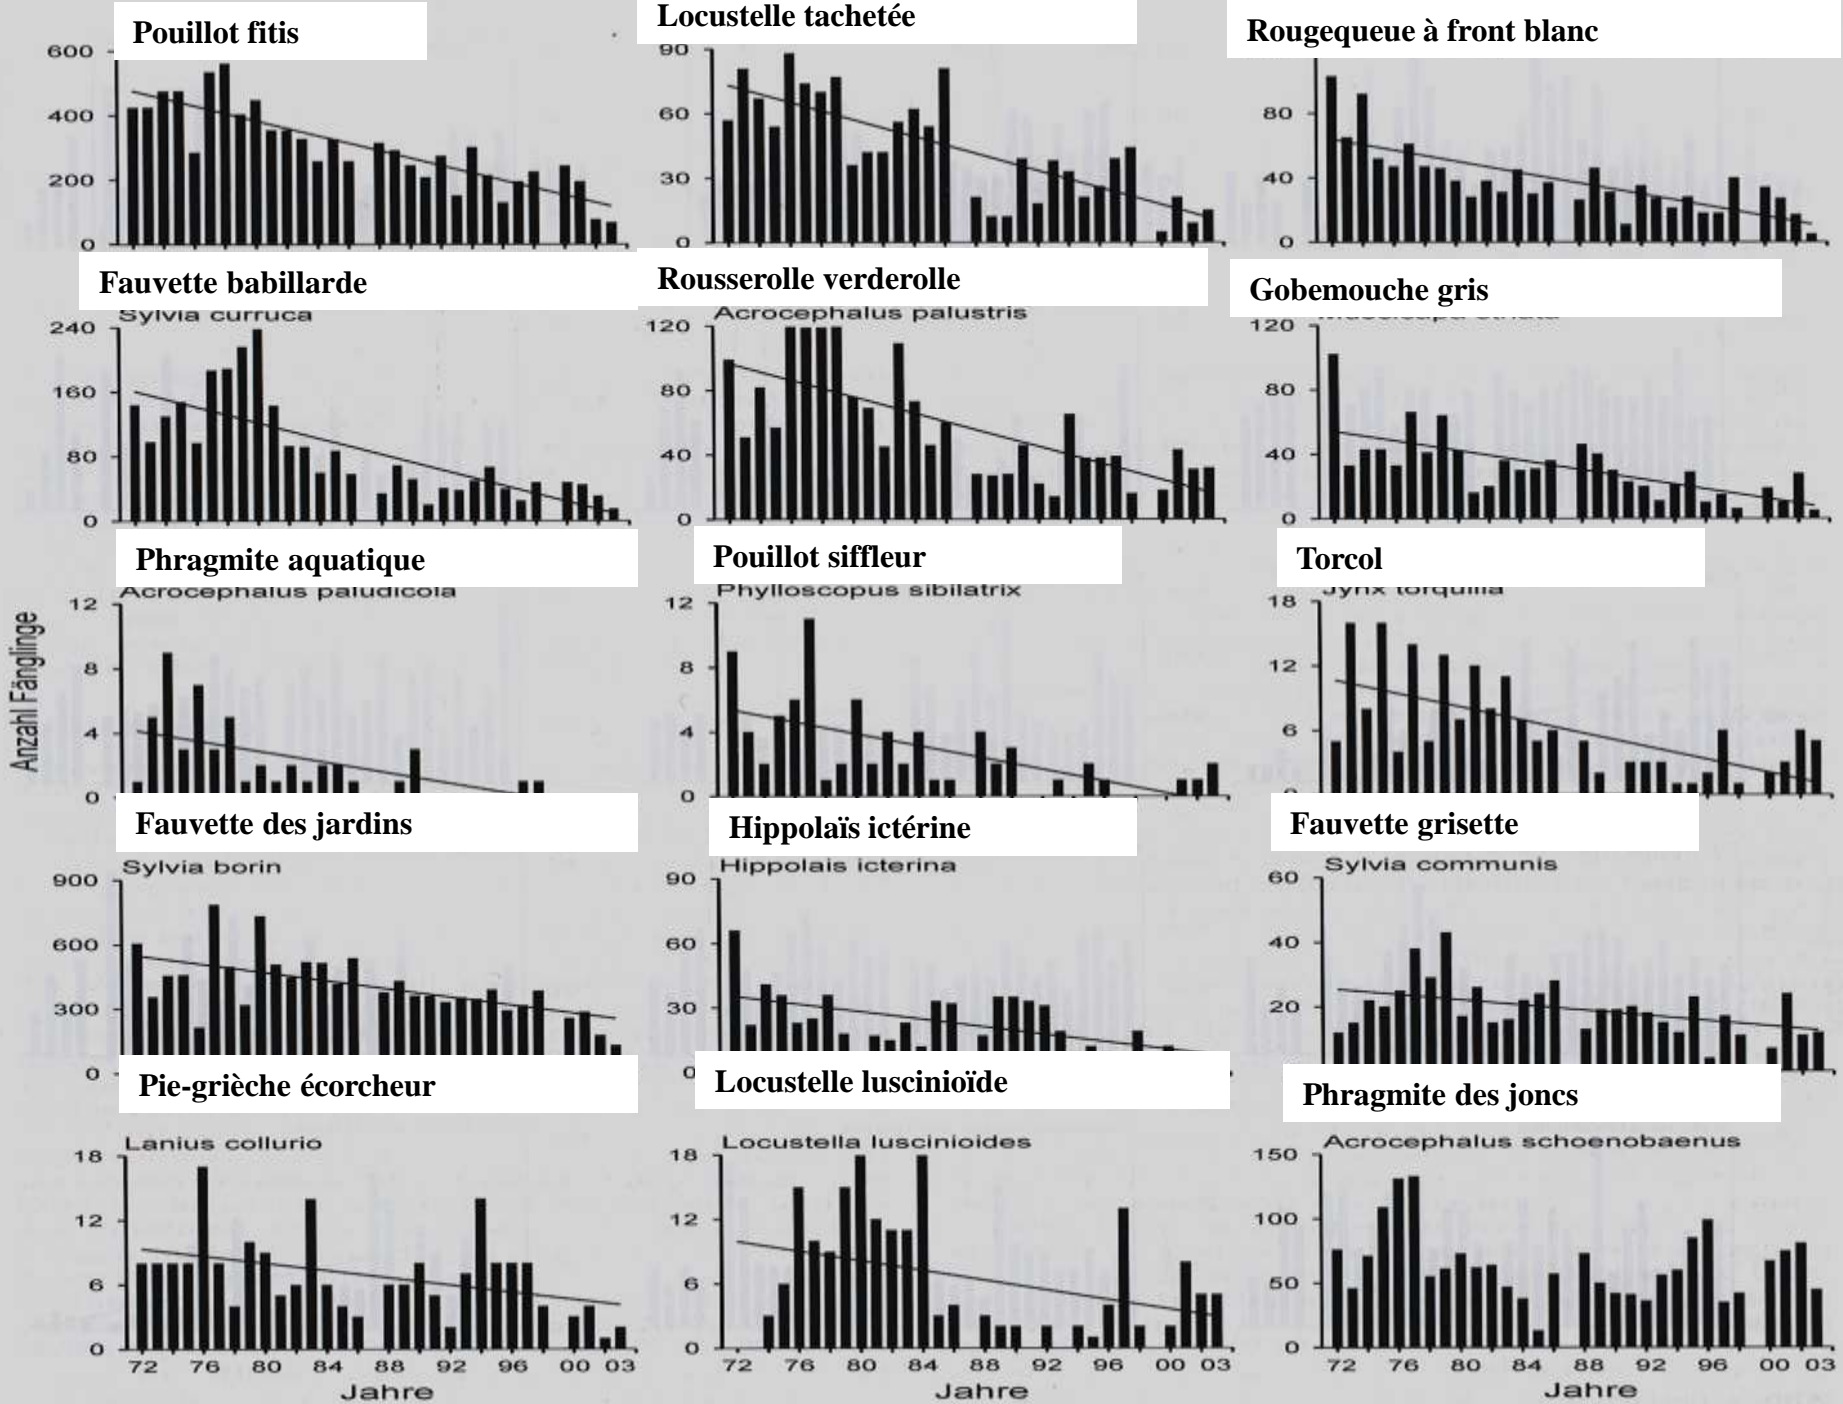 Pouillot fitis
Locustelle tachetée
Rougequeue à front blanc
600
400
200
0
90
60
30
0
80
40
0
Fauvette babillarde
Rousserolle verderolle
Gobemouche gris
Sylvia curruca
Acrocephalus palustris
240
160
80
0
120
80
40
0
120
80
40
0
Phragmite aquatique
Pouillot siffleur
Torcol
Acrocephalus paludicola
Phylloscopus sibilatrix
Jynx torquilla
Anzahl Fänglinge
12
8
4
0
12
8
4
0
18
12
6
0
Fauvette des jardins
Hippolaïs ictérine
Fauvette grisette
Sylvia borin
Hippolais icterina
Sylvia communis
900
600
300
0
90
60
30
0
60
40
20
Pie-grièche écorcheur
Locustelle luscinioïde
Phragmite des joncs
Lanius collurio
Locustella luscinioides
Acrocephalus schoenobaenus
18
12
6
0
18
12
6
0
150
100
50
0
72 76 80 84 88 92 96 00 03
72 76 80 84 88 92 96 00 03
72 76 80 84 88 92 96 00 03
Jahre
Jahre
Jahre